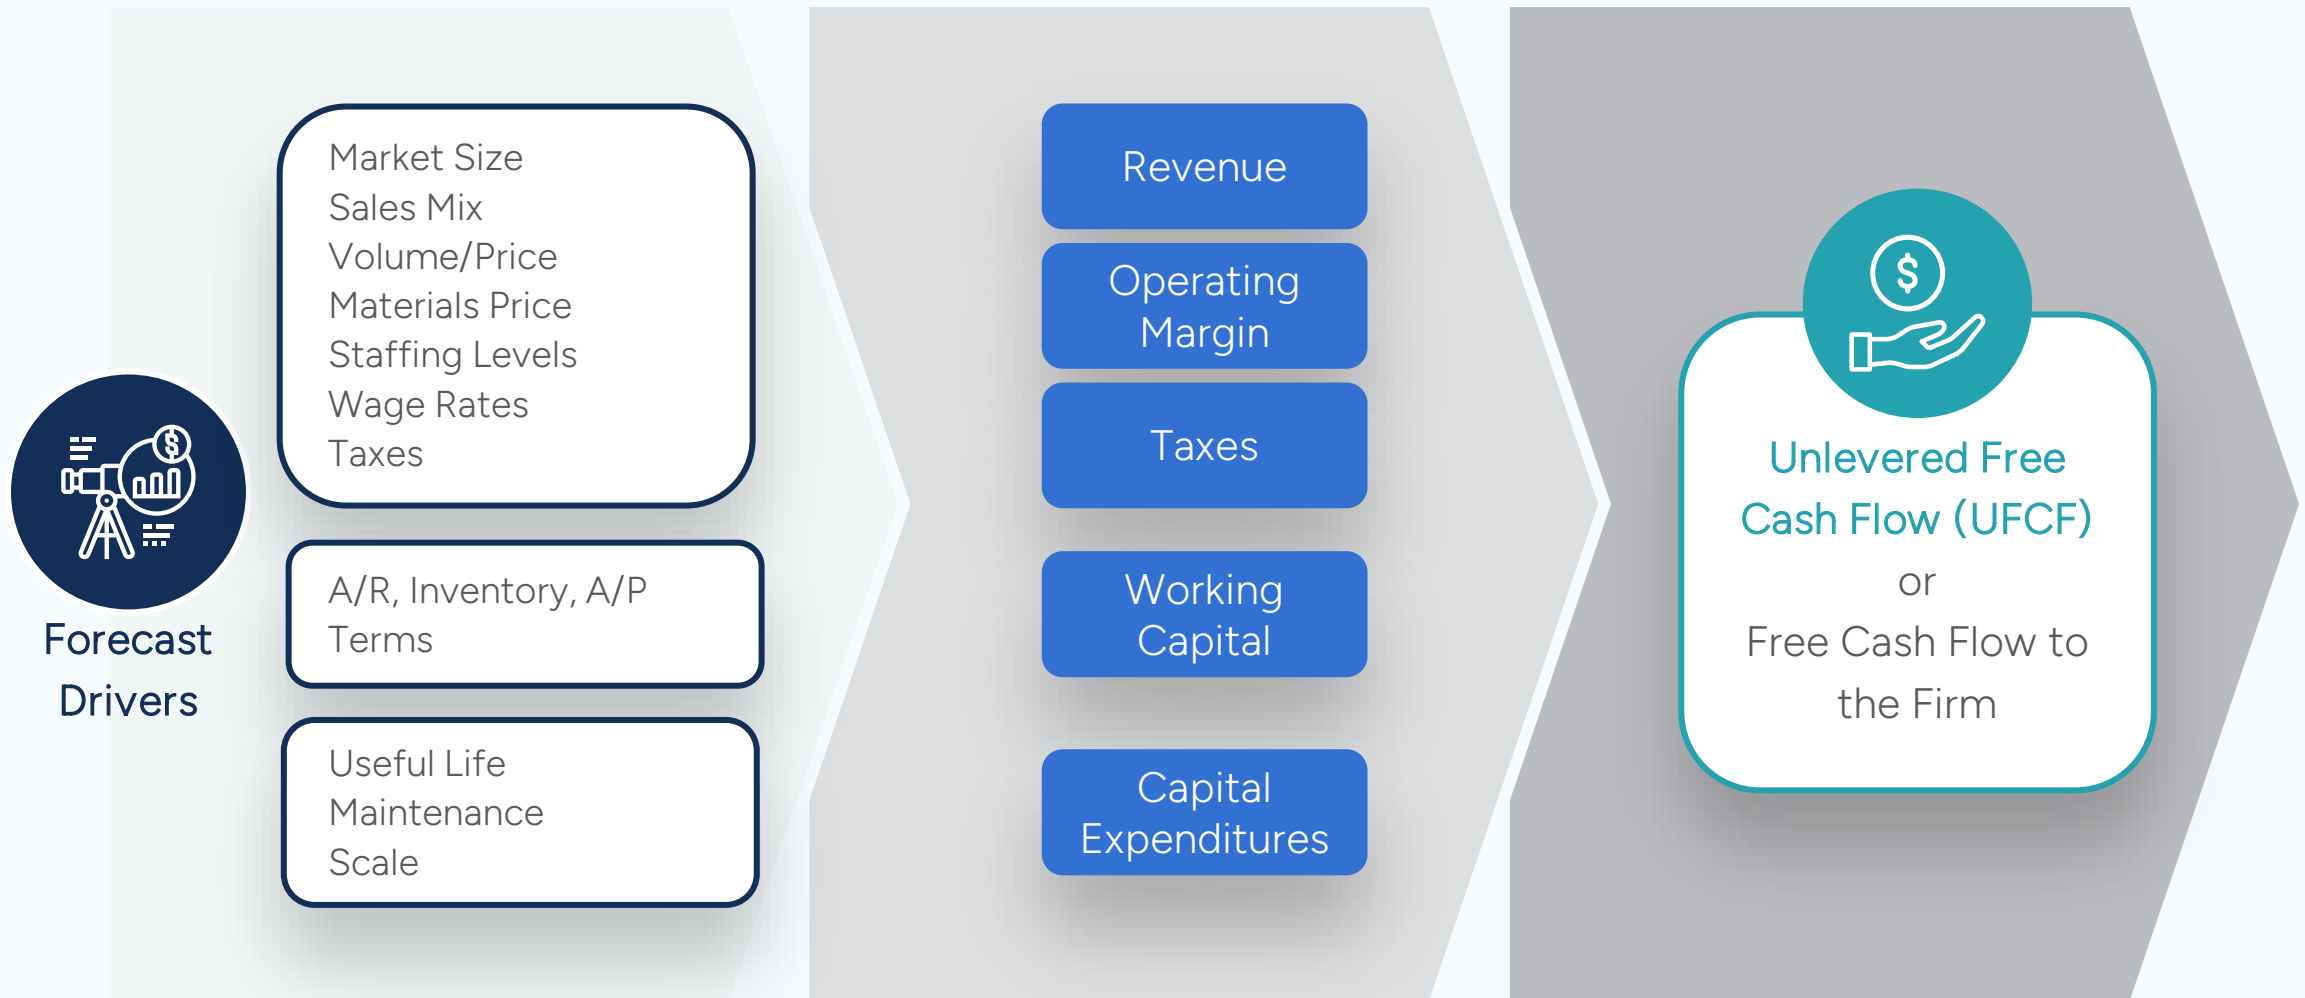 Forecast
Drivers
Market Size
Sales Mix
Volume/Price
Materials Price
Staffing Levels
Wage Rates
Taxes
A/R, Inventory, A/P
Terms
Useful Life
Maintenance
Scale
Revenue
Operating
Margin
Taxes
Working
Capital
Capital
Expenditures
$
$
Unlevered Free
Cash Flow (UFCF)
or
Free Cash Flow to
the Firm